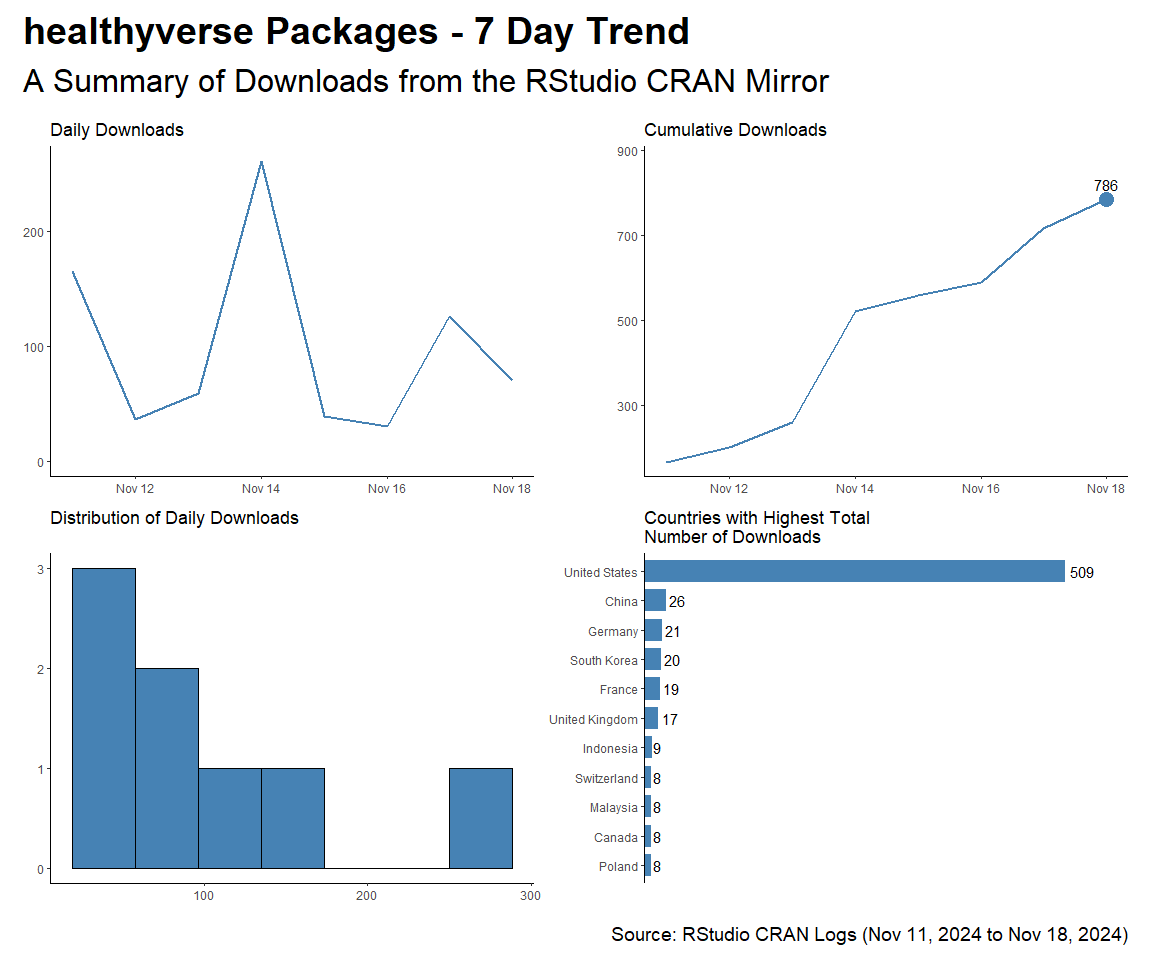 healthyverse Packages - 7 Day Trend
A Summary of Downloads from the RStudio CRAN Mirror
Daily Downloads
200
100
0
Nov 12
Nov 14
Nov 16
Nov 18
Cumulative Downloads
900
700
500
300
786
Nov 12
Nov 14
Nov 16
Nov 18
Distribution of Daily Downloads
3
2
1
0
100
200
300
Countries with Highest Total
Number of Downloads
United States 509
China 26
Germany 21
South Korea 20
France 19
United Kingdom 17
Indonesia 9
Switzerland 8
Malaysia 8
Canada 8
Poland 8
Source: RStudio CRAN Logs (Nov 11, 2024 to Nov 18, 2024)